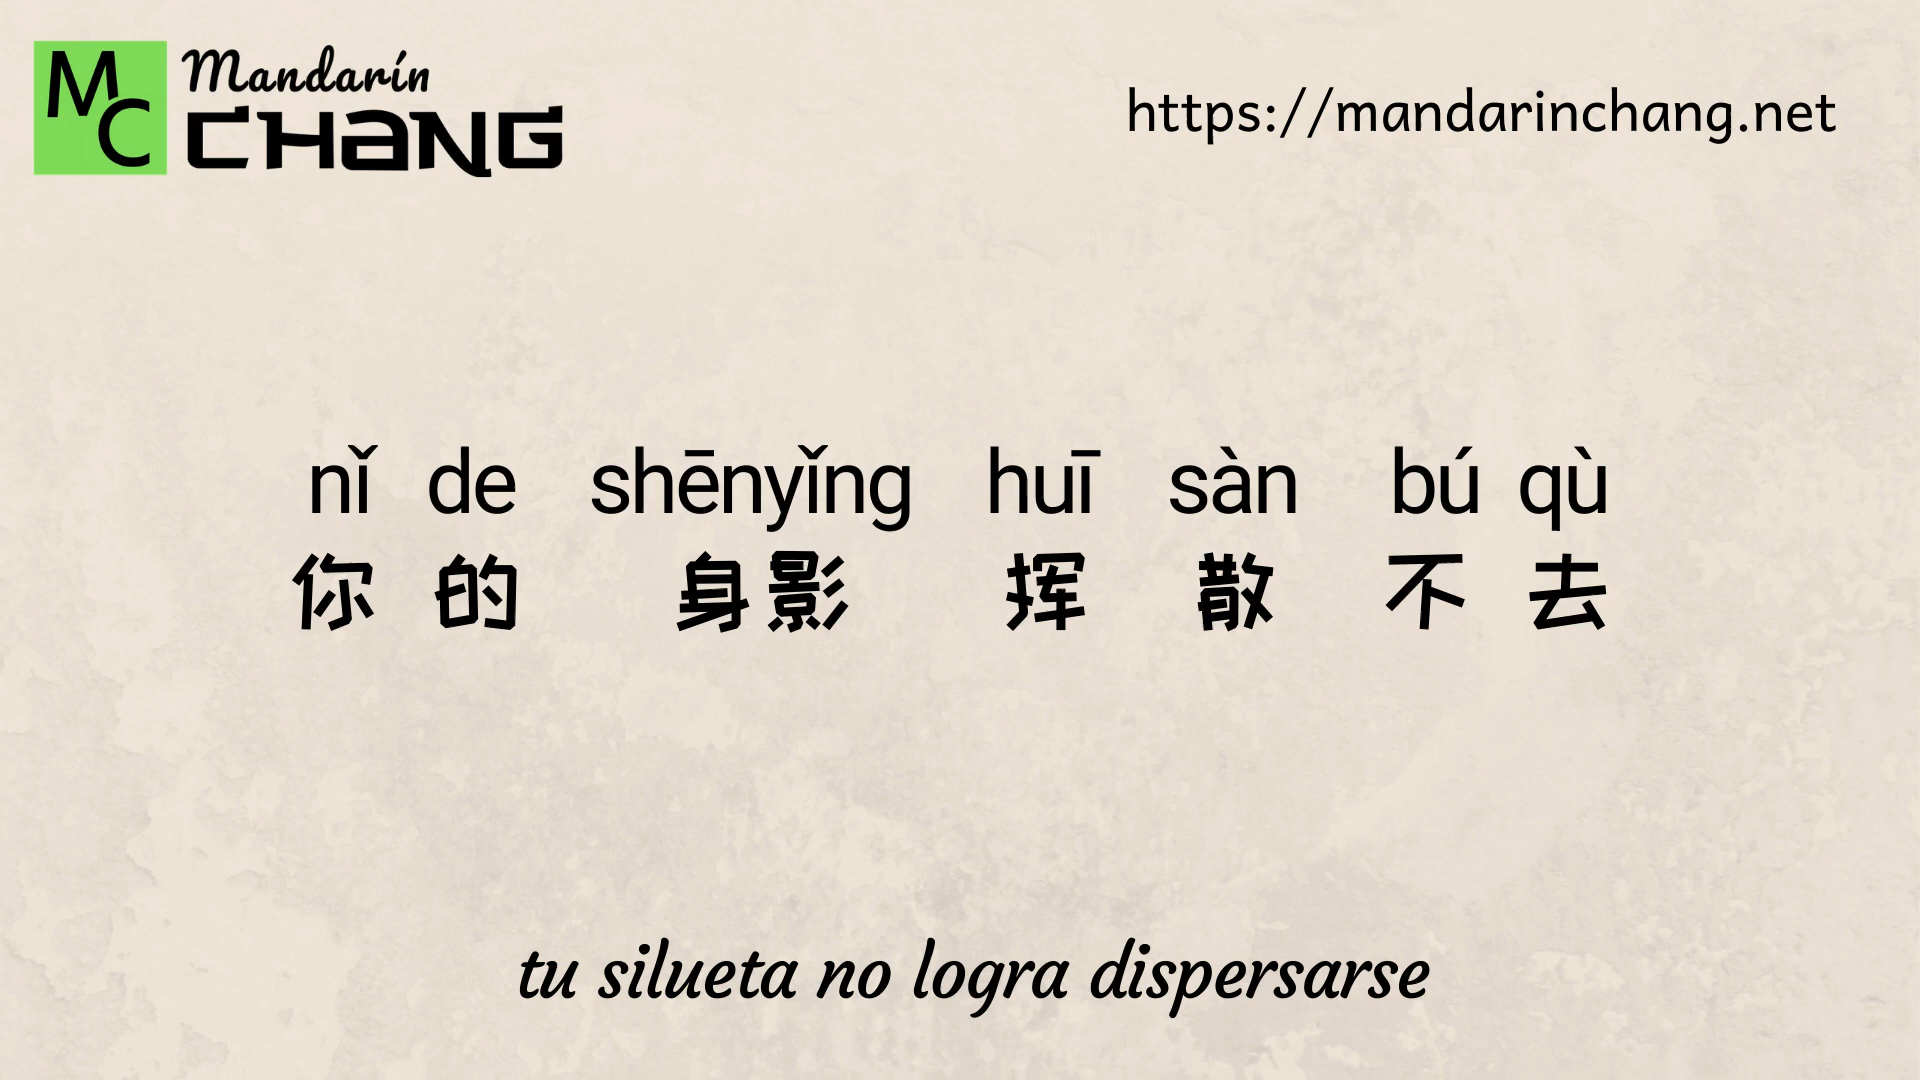 MC Mandarín
CHANG
https://mandarinchang.net
nǐ de shēnyǐng huī sàn bú qù
你 的 身影 挥 散 不 去
tu silueta no logra dispersarse